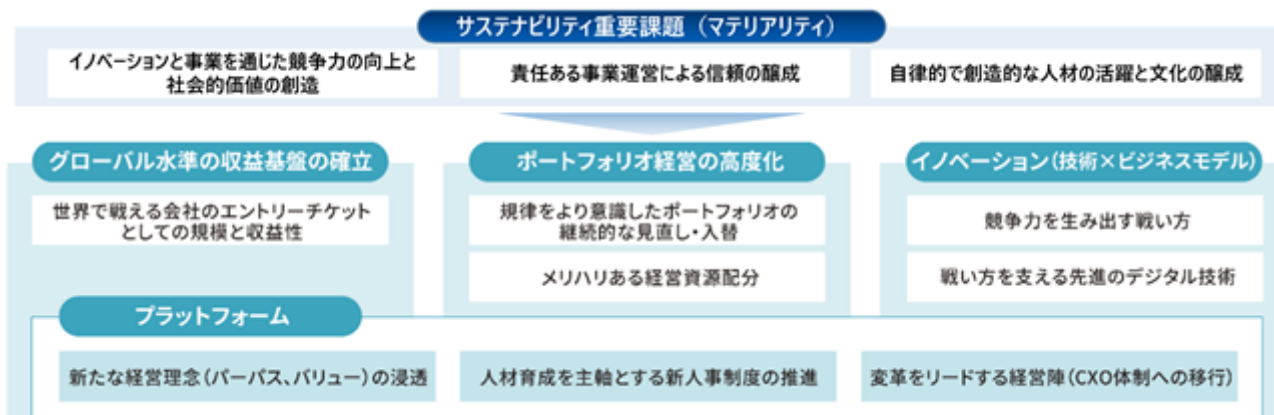 サステナビリティ重要課題（マテリアリティ）
イノベーションと事業を通じた競争力の向上と
社会的価値の創造
責任ある事業運営による信頼の醸成
自律的で創造的な人材の活躍と文化の醸成
グローバル水準の収益基盤の確立
世界で戦える会社のエントリーチケット
としての規模と収益性
ポートフォリオ経営の高度化
規律をより意識したポートフォリオの
継続的な見直し・入替
メリハリある経営資源配分
イノベーション（技術×ビジネスモデル）
競争力を生み出す戦い方
戦い方を支える先進のデジタル技術
プラットフォーム
新たな経営理念（パーパス、バリュー）の浸透
人材育成を主軸とする新人事制度の推進
変革をリードする経営陣（CXO体制への移行）